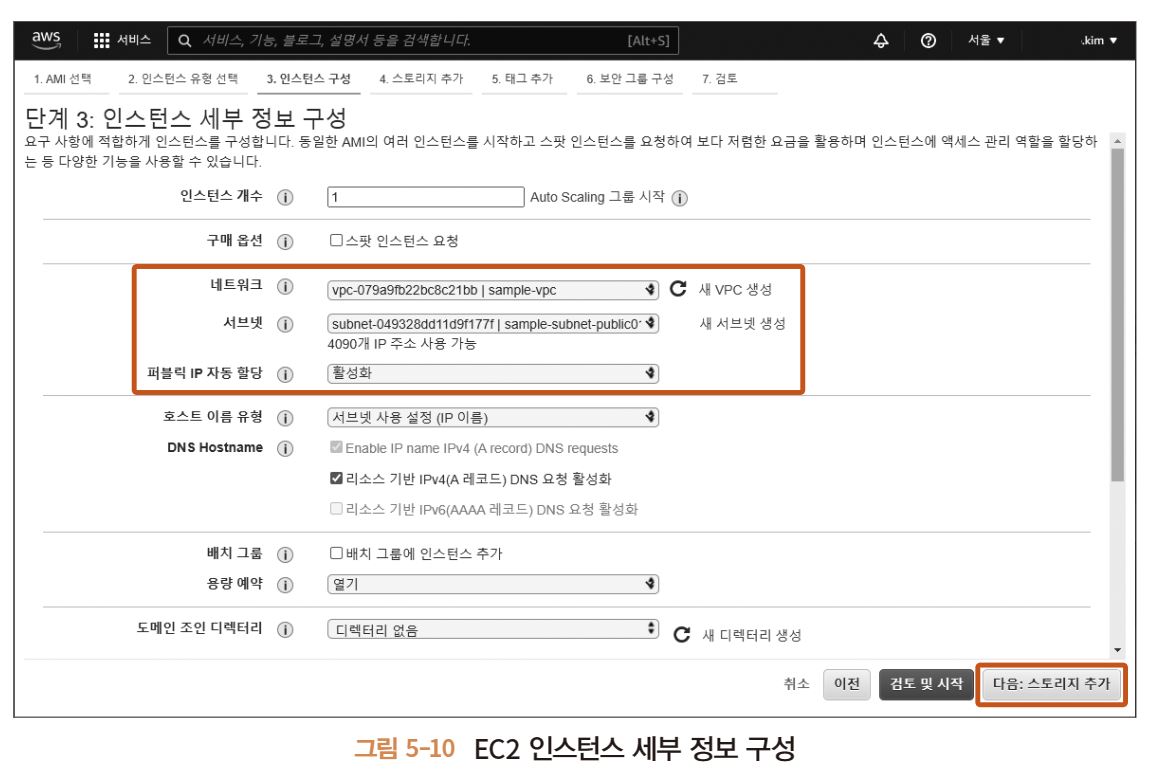 aws 서비스 서비스, 기능, 블로그, 설명서 등을 검색합니다. [Alt+S] 서울 ▼ .kim ▼
1. AMI 선택 2. 인스턴스 유형 선택 3. 인스턴스 구성 4. 스토리지 추가 5. 태그 추가 6. 보안 그룹 구성 7. 검토
단계 3: 인스턴스 세부 정보 구성
요구 사항에 적합하게 인스턴스를 구성합니다. 동일한 AMI의 여러 인스턴스를 시작하고 스팟 인스턴스를 요청하여 보다 저렴한 요금을 활용하며 인스턴스에 액세스 관리 역할을 할당하
는 등 다양한 기능을 사용할 수 있습니다.
인스턴스 개수 1 Auto Scaling 그룹 시작
구매 옵션 스팟 인스턴스 요청
네트워크 vpc-079a9fb22bc8c21bb | sample-vpc 새 VPC 생성
서브넷 subnet-049328dd11d9f177f | sample-subnet-public0 새 서브넷 생성
4090개 IP 주소 사용 가능
퍼블릭 IP 자동 할당 활성화
호스트 이름 유형 서브넷 사용 설정 (IP 이름)
DNS Hostname Enable IP name IPv4 (A record) DNS requests
리소스 기반 IPv4(A 레코드) DNS 요청 활성화
리소스 기반 IPv6(AAAA 레코드) DNS 요청 활성화
배치 그룹 배치 그룹에 인스턴스 추가
용량 예약 열기
도메인 조인 디렉터리 디렉터리 없음 새 디렉터리 생성
취소 이전 검토 및 시작 다음: 스토리지 추가
그림 5-10 EC2 인스턴스 세부 정보 구성